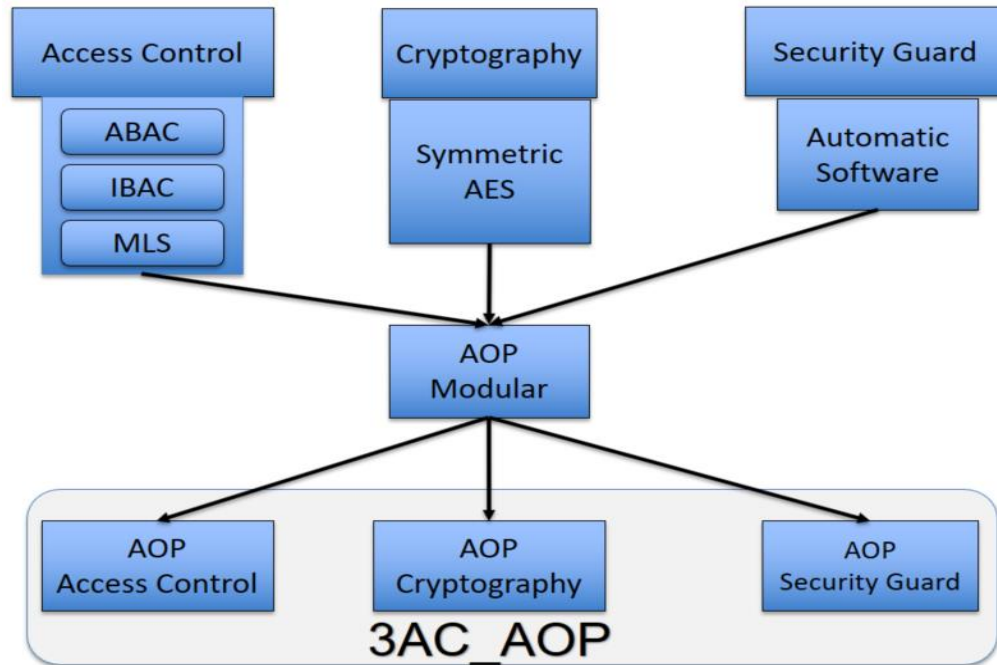 Access Control
Cryptography
Security Guard
ABAC
IBAC
MLS
Symmetric
AES
Automatic
Software
AOP
Modular
AOP
Access Control
AOP
Cryptography
AOP
Security Guard
3AC_AOP